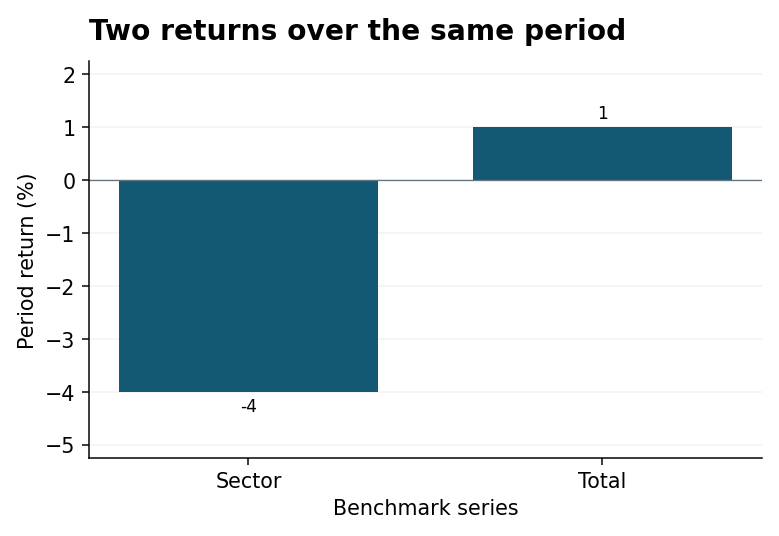 Two returns over the same period
Period return (%)
2
1
0
−1
−2
−3
−4
−5
-4
1
Sector
Total
Benchmark series